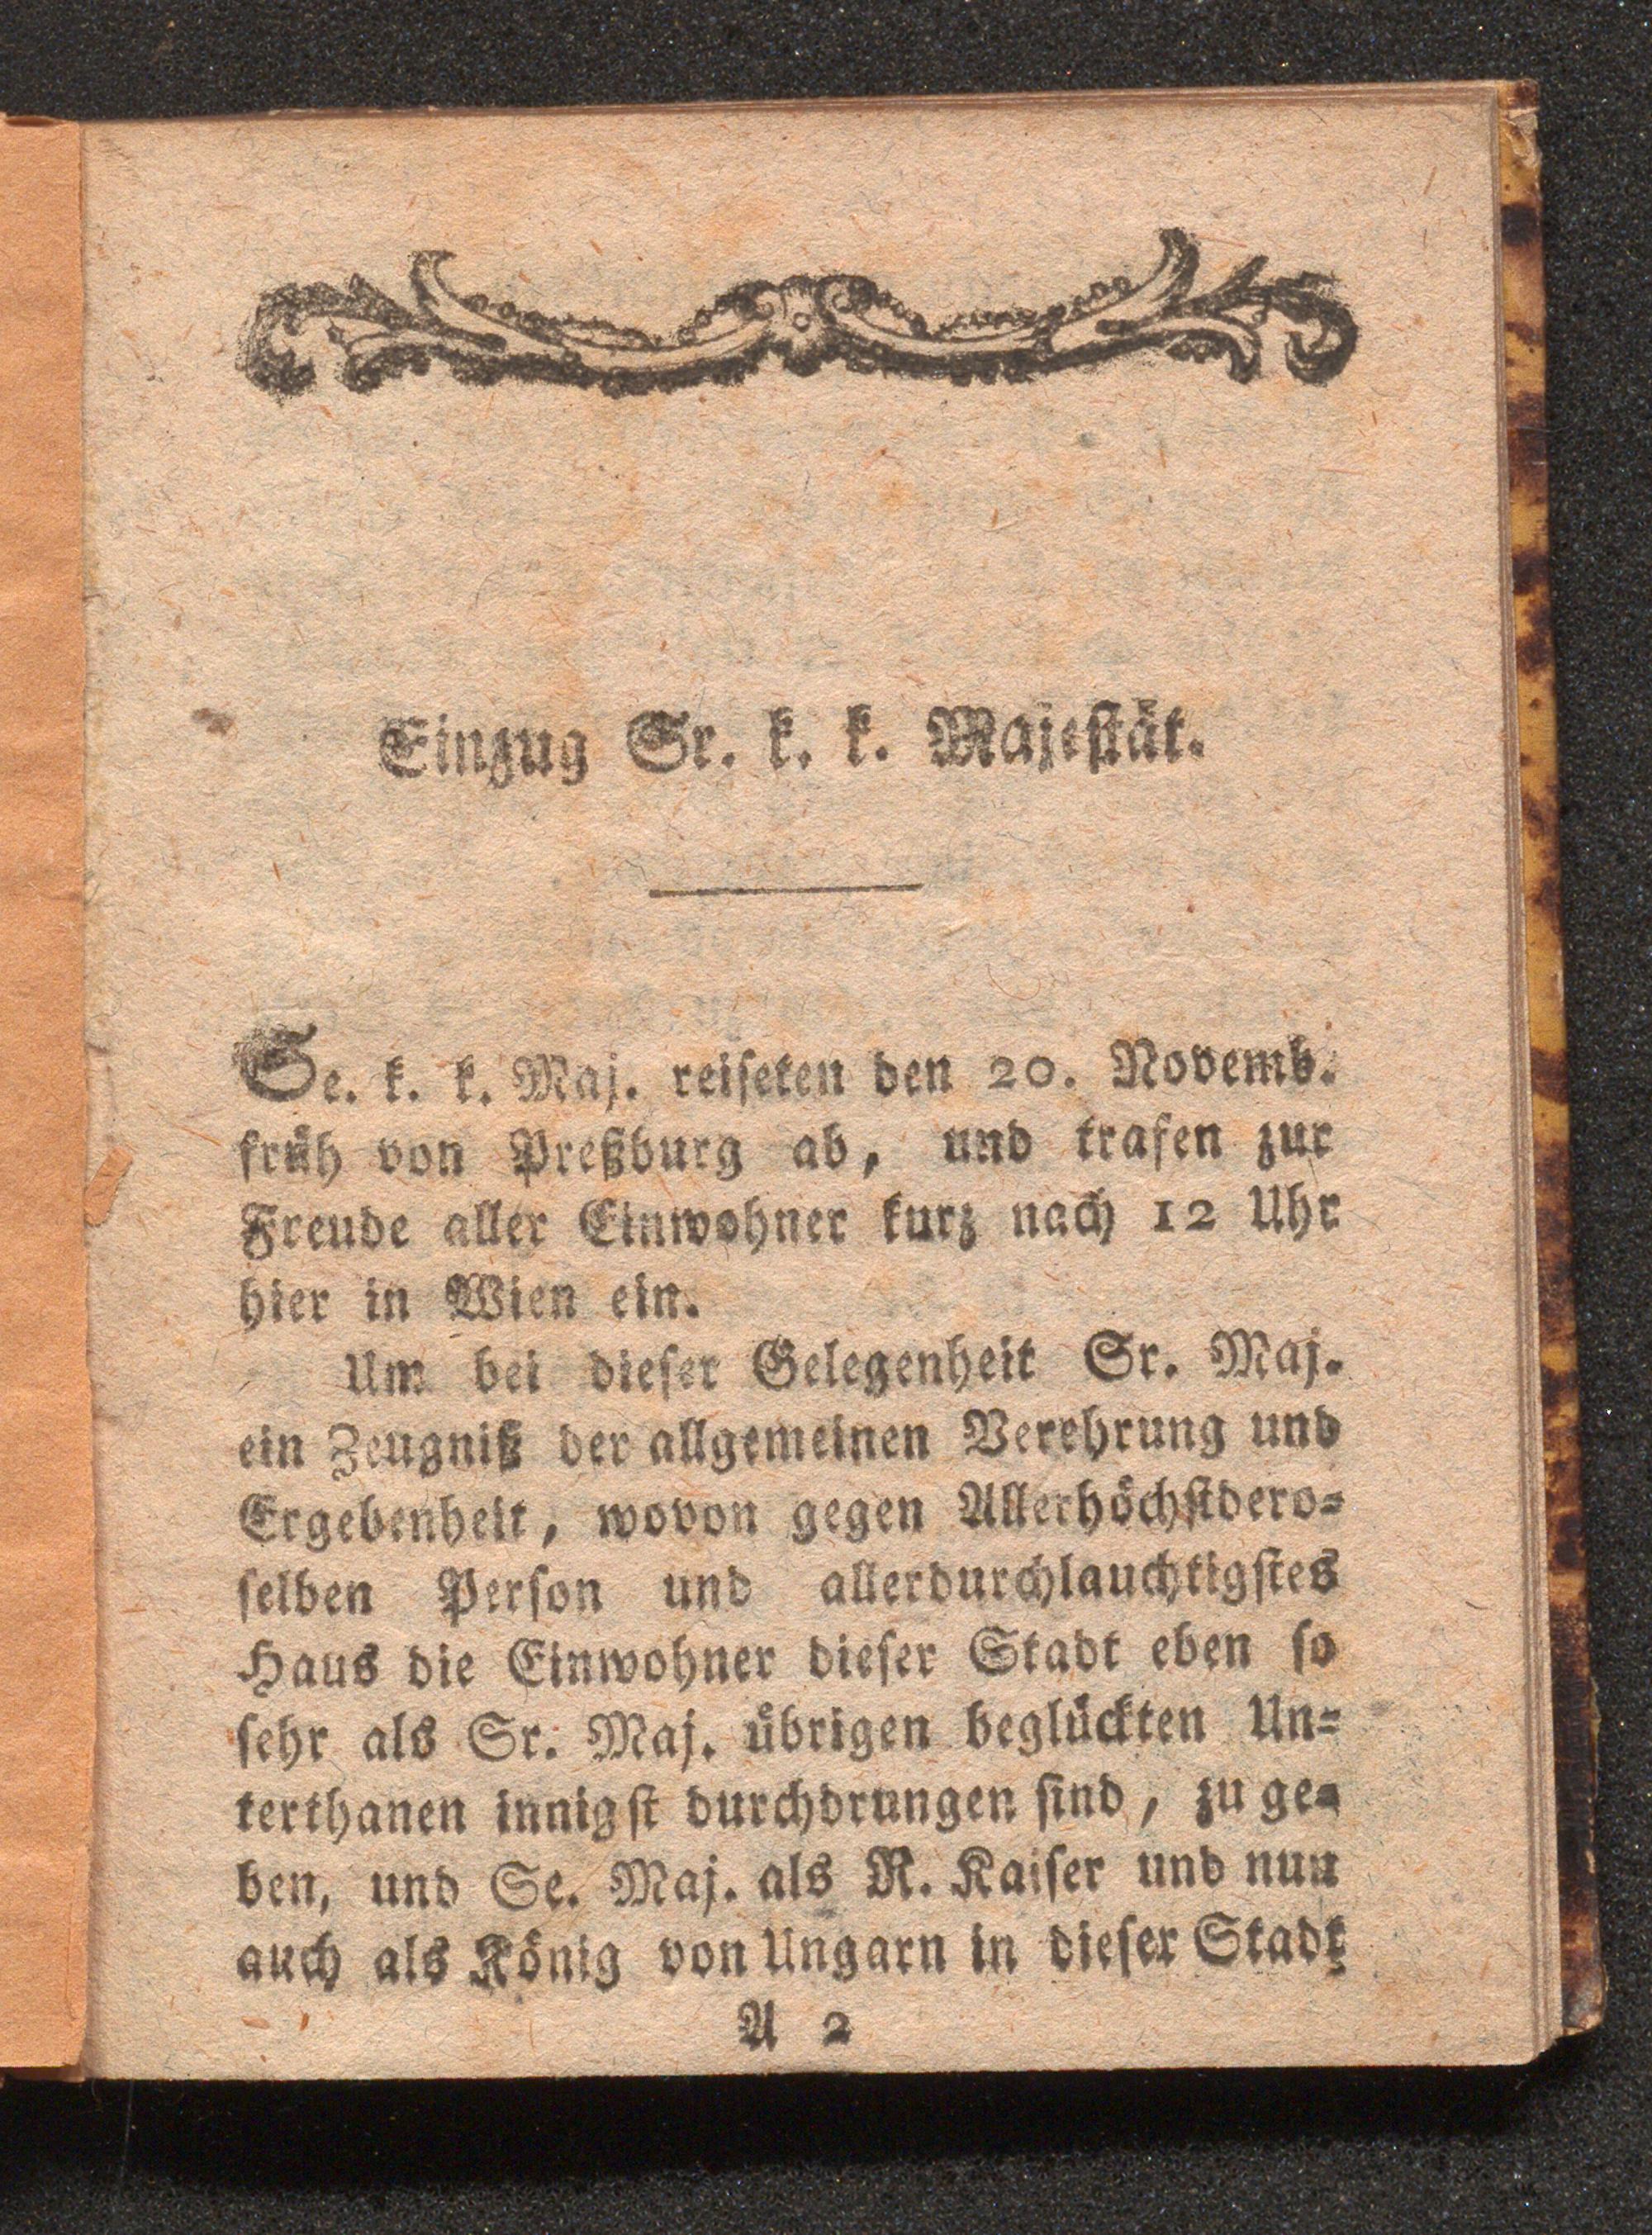 Einzug Sr. k. k. Majestät.
Se. k. k. Maj. reiseten den 20. Novemb.
früh von Preßburg ab, und trafen zur
Freude aller Einwohner kurz nach 12 Uhr
hier in Wien ein.
Um bei dieser Gelegenheit Sr. Maj.
ein Zeugniß der allgemeinen Verehrung und
Ergebenheit, wovon gegen Allerhöchstdero-
selben Person und allerdurchlauchtigstes
Haus die Einwohner dieser Stadt eben so
sehr als Sr. Maj. übrigen beglückten Un-
terthanen innigst durchdrungen sind, zu ge-
ben, und Se. Maj. als R. Kaiser und nun
auch als König von Ungarn in dieser Stadt
A 2